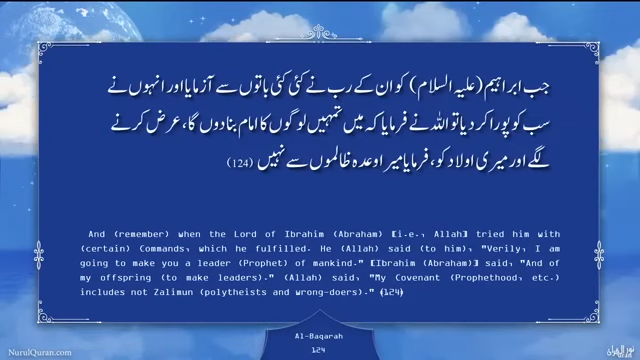 جب ابراہیم (علیہ السلام) کو ان کے رب نے کئی کئی باتوں سے آزمایا اور انہوں نے
سب کو پورا کر دیا تو اللہ نے فرمایا کہ میں تمہیں لوگوں کا امام بنا دوں گا، عرض کرنے
لگے اور میری اولاد کو، فرمایا میرا وعدہ ظالموں سے نہیں (124)
And (remember) when the Lord of Ibrahim (Abraham) [i.e., Allah] tried him with
(certain) Commands, which he fulfilled. He (Allah) said (to him), "Verily, I am
going to make you a leader (Prophet) of mankind." [Ibrahim (Abraham)] said, "And of
my offspring (to make leaders)." (Allah) said, "My Covenant (Prophethood, etc.)
includes not Zalimun (polytheists and wrong-doers)." (124)
Al-Baqarah
124
NurulQuran.com